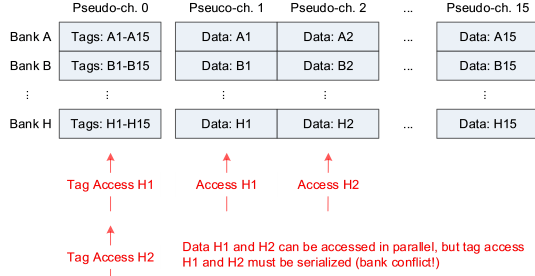 Pseudo-ch. 0 Pseuco-ch. 1 Pseudo-ch. 2 ... Pseudo-ch. 15
Bank A Tags: A1-A15 Data: A1 Data: A2 ... Data: A15
Bank B Tags: B1-B15 Data: B1 Data: B2 Data: B15
⋮ ⋮ ⋮ ⋮ ⋮
Bank H Tags: H1-H15 Data: H1 Data: H2 ... Data: H15
Tag Access H1 Access H1 Access H2
Tag Access H2
Data H1 and H2 can be accessed in parallel, but tag access
H1 and H2 must be serialized (bank conflict!)